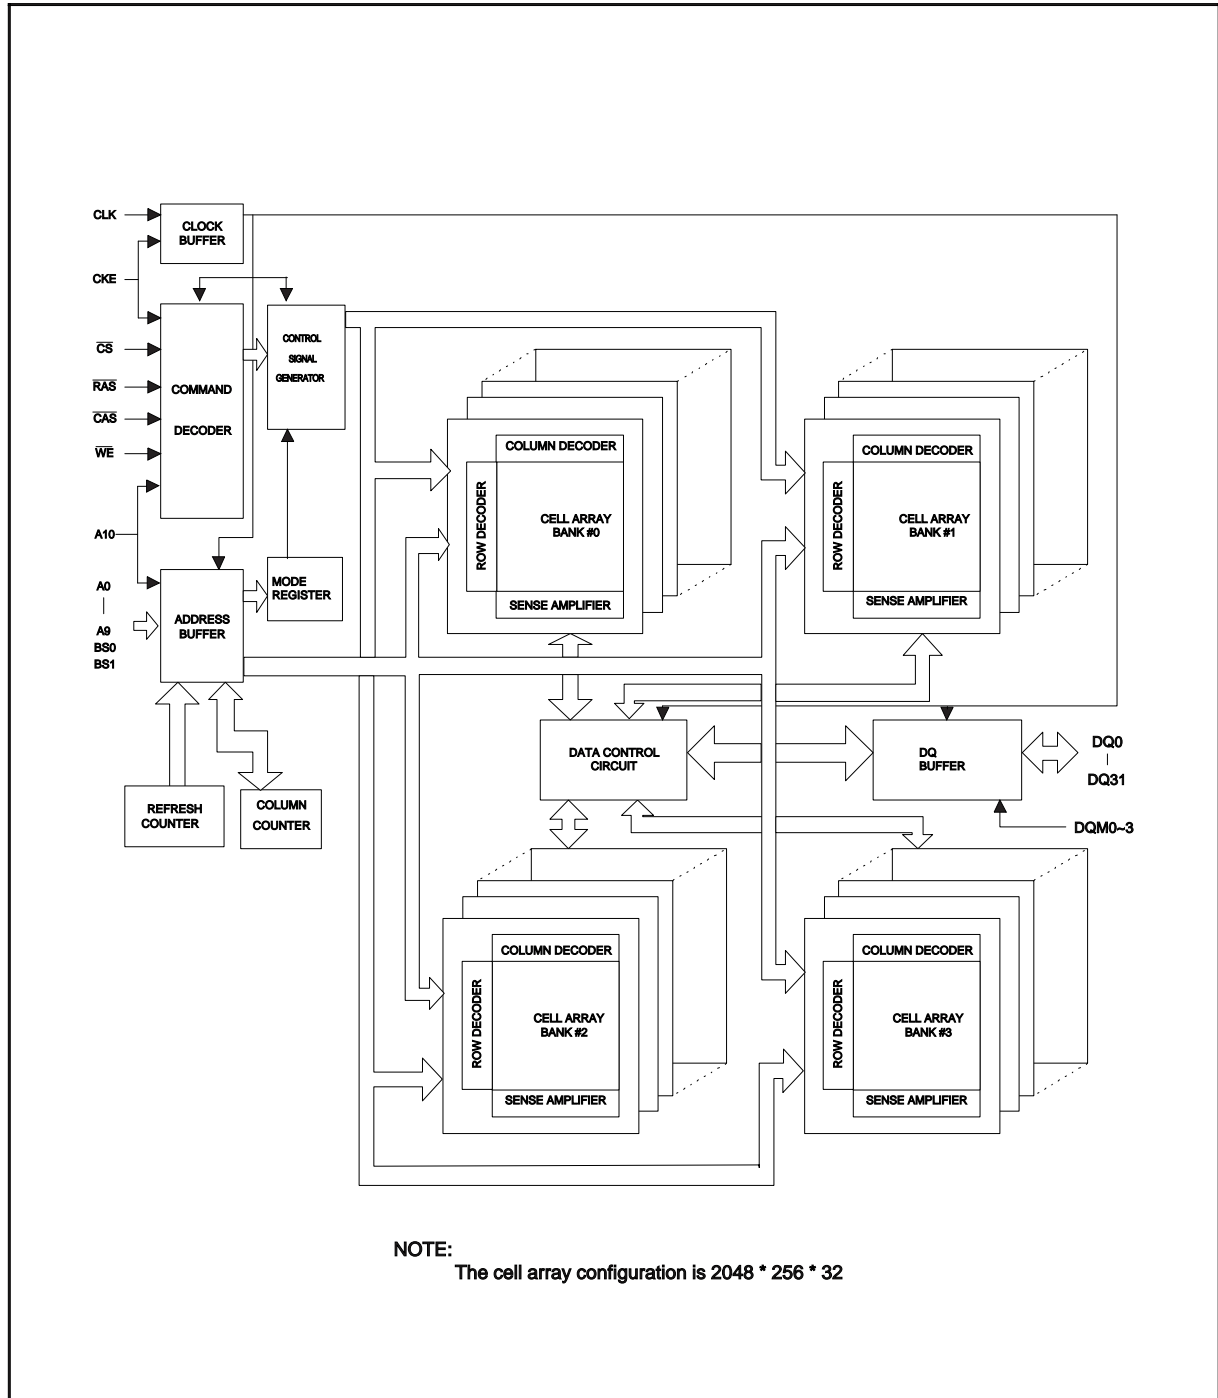 CLK
CLOCK
BUFFER
CKE
CS
RAS
CAS
WE
A10
COMMAND
DECODER
CONTROL
SIGNAL
GENERATOR
A0
A9
BS0
BS1
ADDRESS
BUFFER
MODE
REGISTER
REFRESH
COUNTER
COLUMN
COUNTER
COLUMN DECODER
ROW DECODER
CELL ARRAY
BANK #0
SENSE AMPLIFIER
COLUMN DECODER
ROW DECODER
CELL ARRAY
BANK #1
SENSE AMPLIFIER
DATA CONTROL
CIRCUIT
DQ
BUFFER
DQ0
DQ31
DQM0~3
COLUMN DECODER
ROW DECODER
CELL ARRAY
BANK #2
SENSE AMPLIFIER
COLUMN DECODER
ROW DECODER
CELL ARRAY
BANK #3
SENSE AMPLIFIER
NOTE:
The cell array configuration is 2048 * 256 * 32